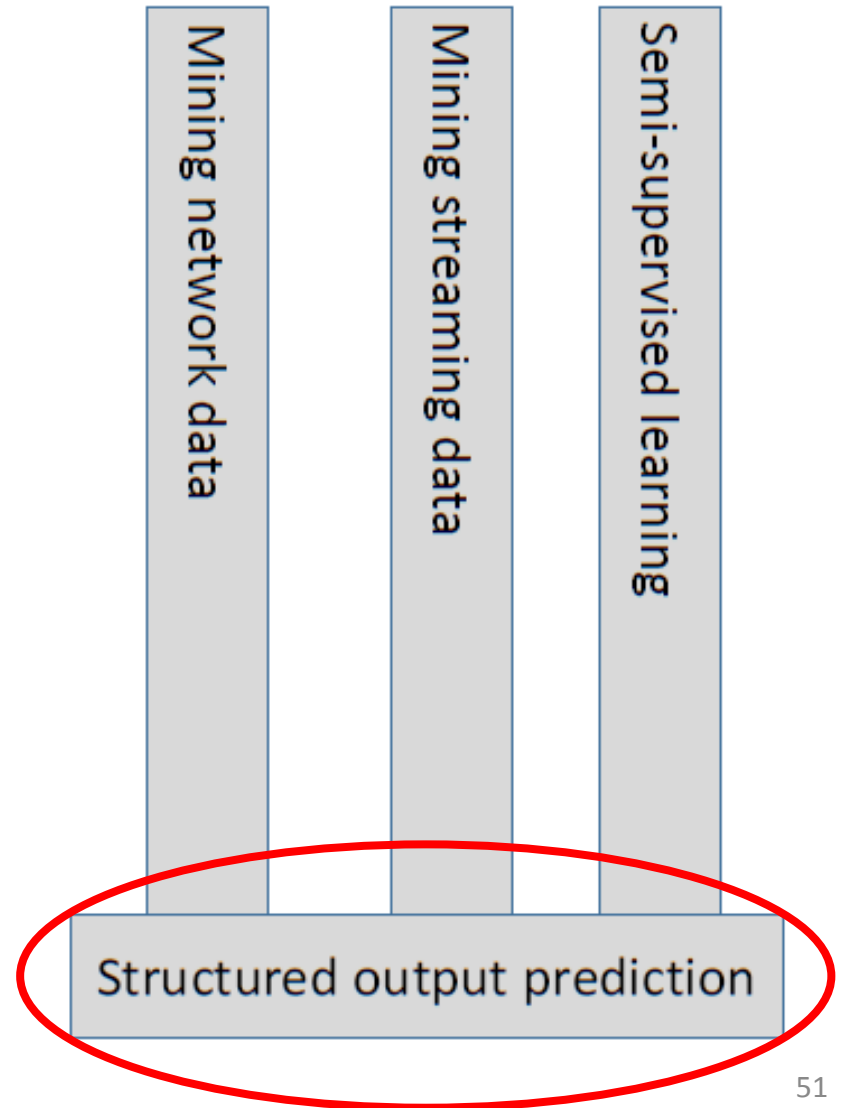 Mining network data
Mining streaming data
Semi-supervised learning
Structured output prediction
51